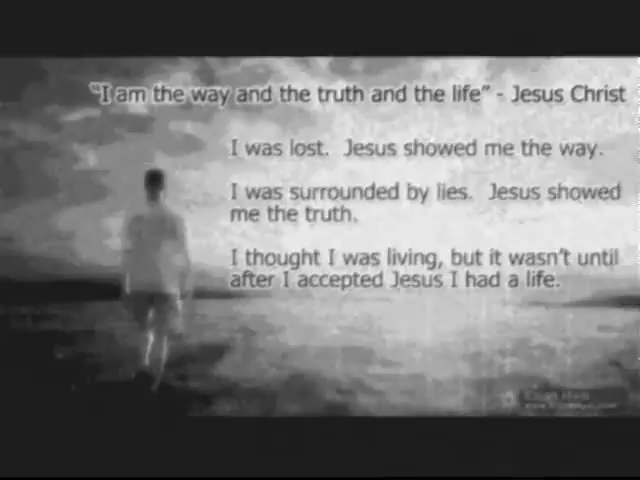 "I am the way and the truth and the life" - Jesus Christ
I was lost. Jesus showed me the way.
I was surrounded by lies. Jesus showed
me the truth.
I thought I was living, but it wasn't until
after I accepted Jesus I had a life.